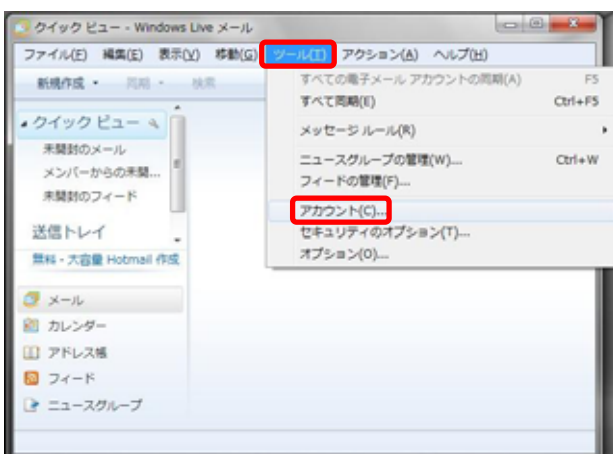 クイック ビュー - Windows Live メール
ファイル(F) 編集(E) 表示(V) 移動(G) ツール(T) アクション(A) ヘルプ(H)
新規作成 同期 検索
すべての電子メール アカウントの同期(A) F5
すべて同期(I) Ctrl+F5
メッセージ ルール(R)
ニュースグループの管理(W)... Ctrl+W
フィードの管理(F)...
アカウント(C)...
セキュリティのオプション(T)...
オプション(O)...
クイック ビュー
未開封のメール
メンバーからの未開...
未開封のフィード
送信トレイ
無料・大容量 Hotmail 作成
メール
カレンダー
アドレス帳
フィード
ニュースグループ